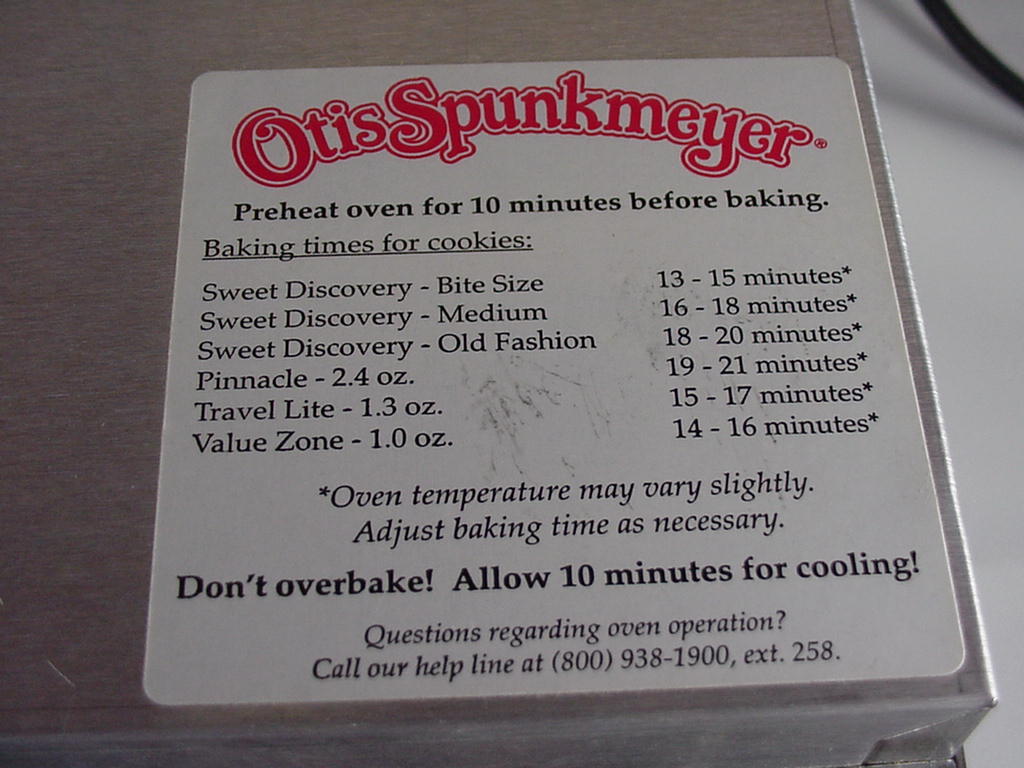 Otis Spunkmeyer®
Preheat oven for 10 minutes before baking.
Baking times for cookies:
Sweet Discovery - Bite Size 13 - 15 minutes*
Sweet Discovery - Medium 16 - 18 minutes*
Sweet Discovery - Old Fashion 18 - 20 minutes*
Pinnacle - 2.4 oz. 19 - 21 minutes*
Travel Lite - 1.3 oz. 15 - 17 minutes*
Value Zone - 1.0 oz. 14 - 16 minutes*
*Oven temperature may vary slightly.
Adjust baking time as necessary.
Don't overbake! Allow 10 minutes for cooling!
Questions regarding oven operation?
Call our help line at (800) 938-1900, ext. 258.